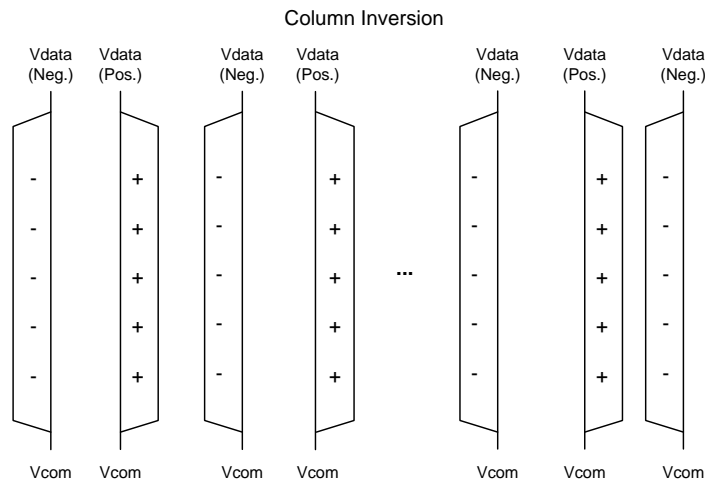 Column Inversion
Vdata Vdata Vdata Vdata Vdata Vdata Vdata
(Neg.) (Pos.) (Neg.) (Pos.) (Neg.) (Pos.) (Neg.)
- + - + - + -
- + - + - + -
- + - + ... - + -
- + - + - + -
- + - + - + -
Vcom Vcom Vcom Vcom Vcom Vcom Vcom